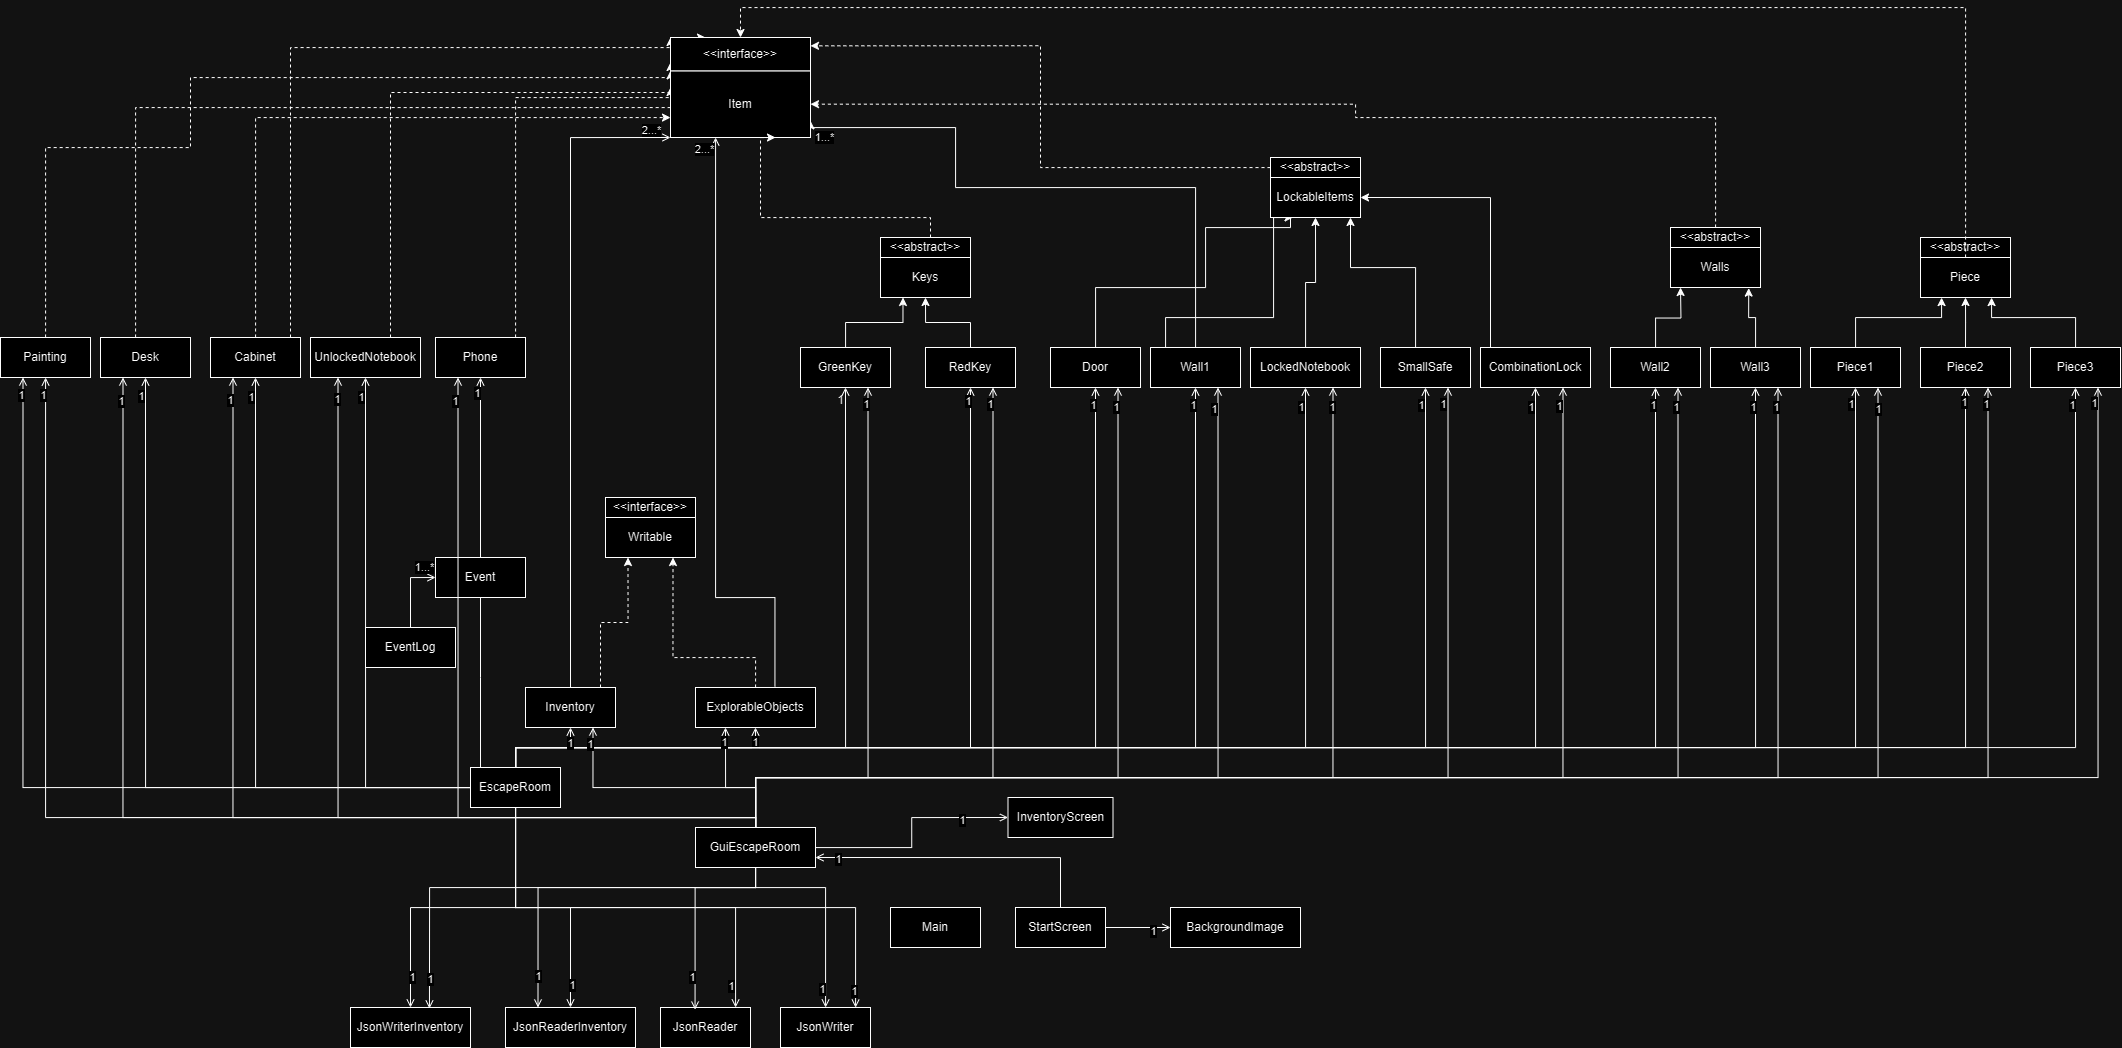 <<interface>>
Item
2...*
2...*
1...*
<<abstract>>
LockableItems
<<abstract>>
Keys
<<abstract>>
Walls
<<abstract>>
Piece
Painting
Desk
Cabinet
UnlockedNotebook
Phone
GreenKey
RedKey
Door
Wall1
LockedNotebook
SmallSafe
CombinationLock
Wall2
Wall3
Piece1
Piece2
Piece3
1 1 1 1 1 1 1 1 1 1
1 1 1 1 1 1 1 1 1 1 1 1 1 1 1 1 1 1 1 1 1 1 1 1
<<interface>>
Writable
1...*
Event
EventLog
Inventory
ExplorableObjects
1 1 1 1
EscapeRoom
InventoryScreen
1
GuiEscapeRoom
1
Main
StartScreen
1
BackgroundImage
1 1 1 1 1 1 1 1
JsonWriterInventory
JsonReaderInventory
JsonReader
JsonWriter